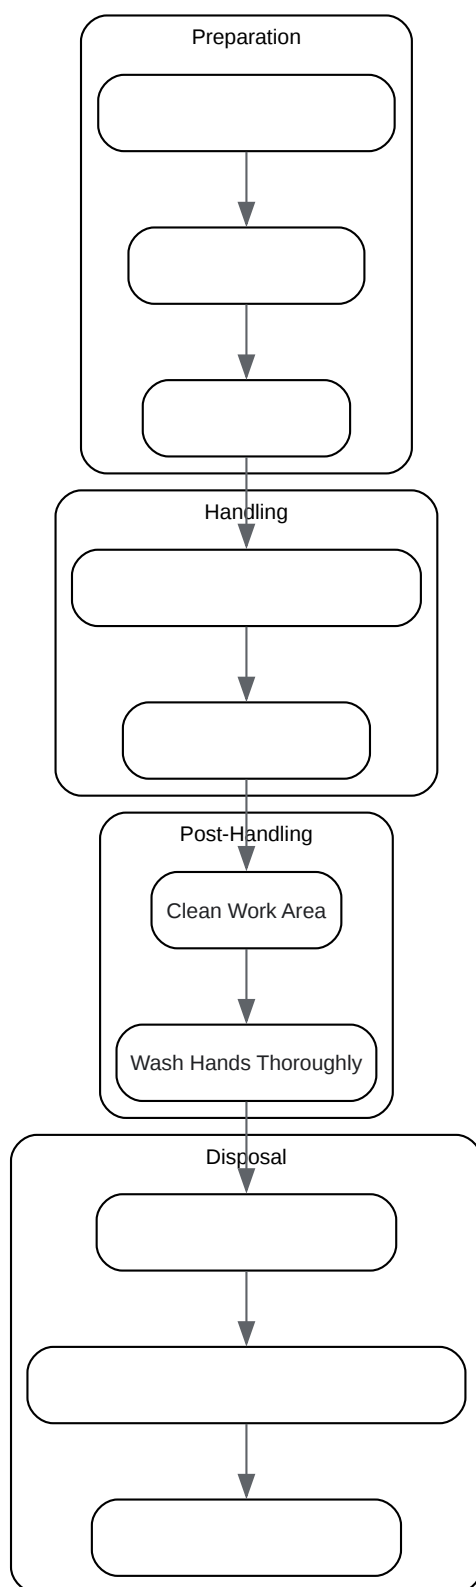 Preparation
Handling
Post-Handling
Clean Work Area
Wash Hands Thoroughly
Disposal